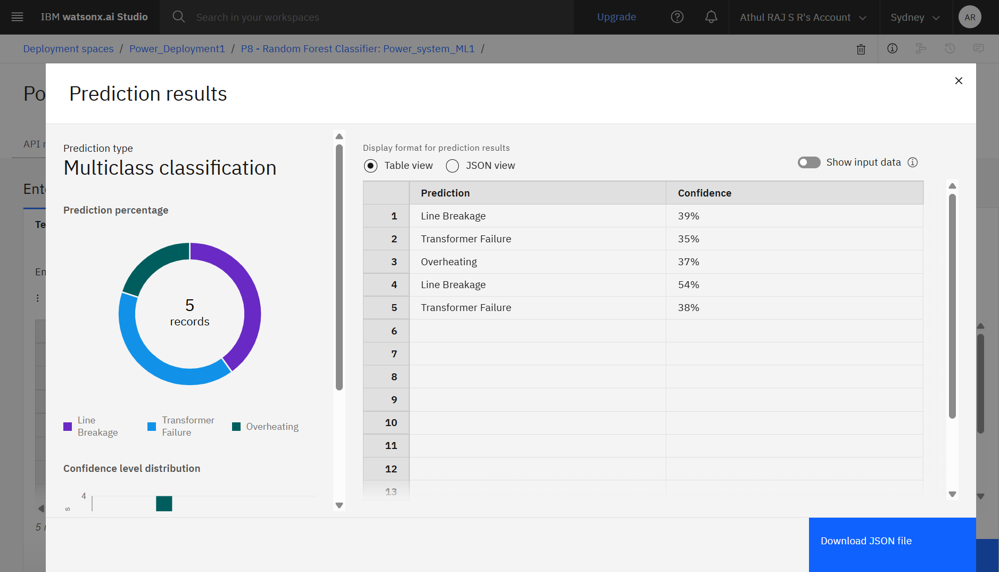 IBM watsonx.ai Studio
Search in your workspaces
Upgrade
Athul RAJ S R's Account
Sydney
AR
Deployment spaces / Power_Deployment1 / P8 - Random Forest Classifier: Power_system_ML1 /
Po
Prediction results
API r
Prediction type
Multiclass classification
Display format for prediction results
Table view
JSON view
Show input data
Ente
Prediction percentage
Te
En
5
records
Line
Breakage
Transformer
Failure
Overheating
Confidence level distribution
4
s
5 r
Prediction Confidence
1 Line Breakage 39%
2 Transformer Failure 35%
3 Overheating 37%
4 Line Breakage 54%
5 Transformer Failure 38%
6
7
8
9
10
11
12
13
Download JSON file